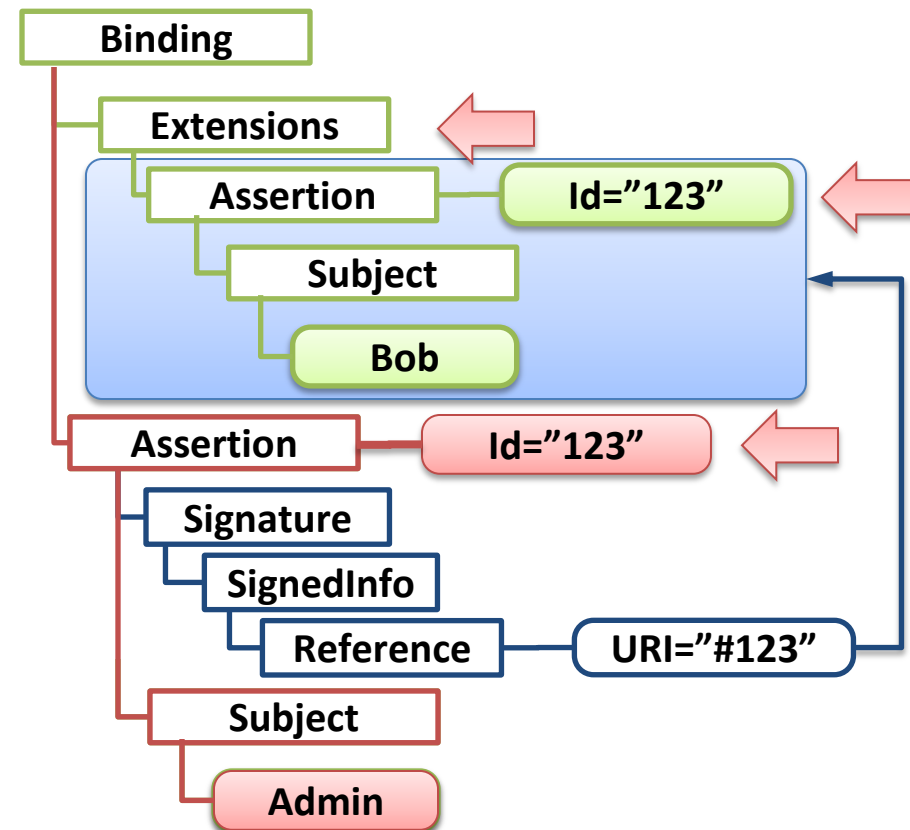 Binding
Extensions
Assertion Id=”123”
Subject
Bob
Assertion Id=”123”
Signature
SignedInfo
Reference URI=”#123”
Subject
Admin